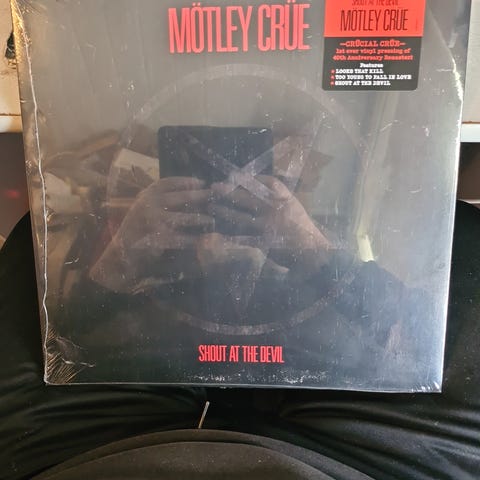 MÖTLEY CRÜE
SHOUT AT THE DEVIL
MÖTLEY CRÜE
—CRÜCIAL CRÜE—
1st ever vinyl pressing of
40th Anniversary Remaster!
Features
★ LOOKS THAT KILL
★ TOO YOUNG TO FALL IN LOVE
★ SHOUT AT THE DEVIL
SHOUT AT THE DEVIL